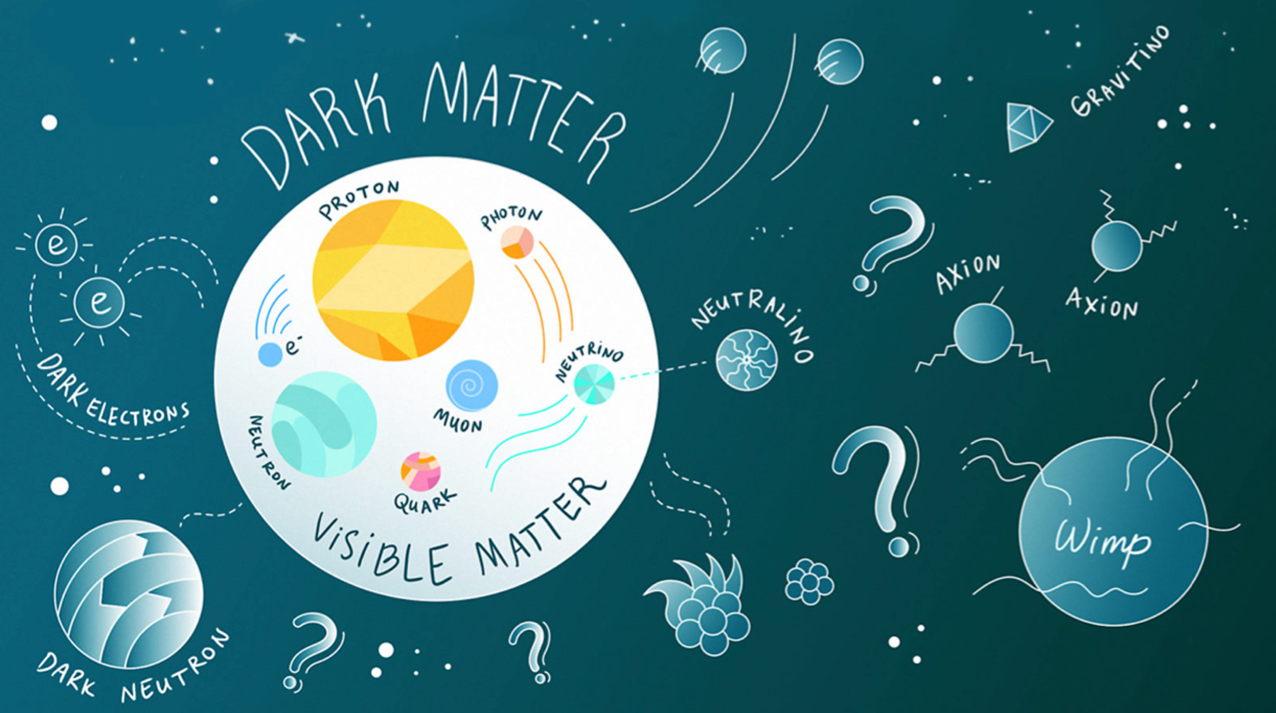 DARK MATTER
GRAVITINO
PROTON
PHOTON
e
e
DARK ELECTRONS
e-
NEUTRINO
NEUTRALINO
AXION
AXION
MUON
NEUTRON
QUARK
VISIBLE MATTER
?
?
Wimp
DARK NEUTRON
?
?